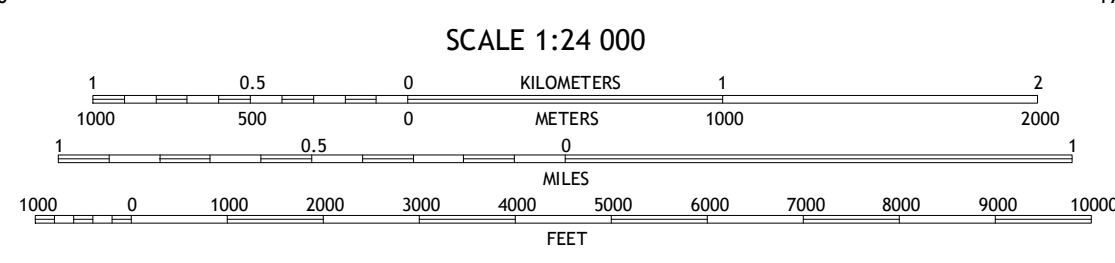 SCALE 1:24 000
1 0.5 0 KILOMETERS 1 2
1000 500 0 METERS 1000 2000
1 0.5 0 1
MILES
1000 0 1000 2000 3000 4000 5000 6000 7000 8000 9000 10000
FEET